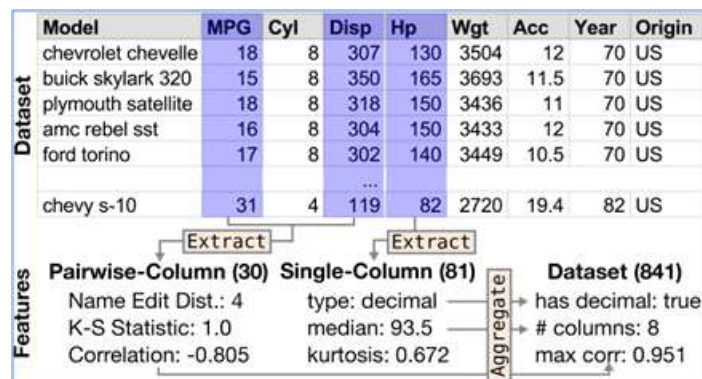 Dataset
Model MPG Cyl Disp Hp Wgt Acc Year Origin
chevrolet chevelle 18 8 307 130 3504 12 70 US
buick skylark 320 15 8 350 165 3693 11.5 70 US
plymouth satellite 18 8 318 150 3436 11 70 US
amc rebel sst 16 8 304 150 3433 12 70 US
ford torino 17 8 302 140 3449 10.5 70 US
...
chevy s-10 31 4 119 82 2720 19.4 82 US
Extract Extract
Features
Pairwise-Column (30) Single-Column (81) Dataset (841)
Name Edit Dist.: 4 type: decimal has decimal: true
K-S Statistic: 1.0 median: 93.5 # columns: 8
Correlation: -0.805 kurtosis: 0.672 max corr: 0.951
Aggregate